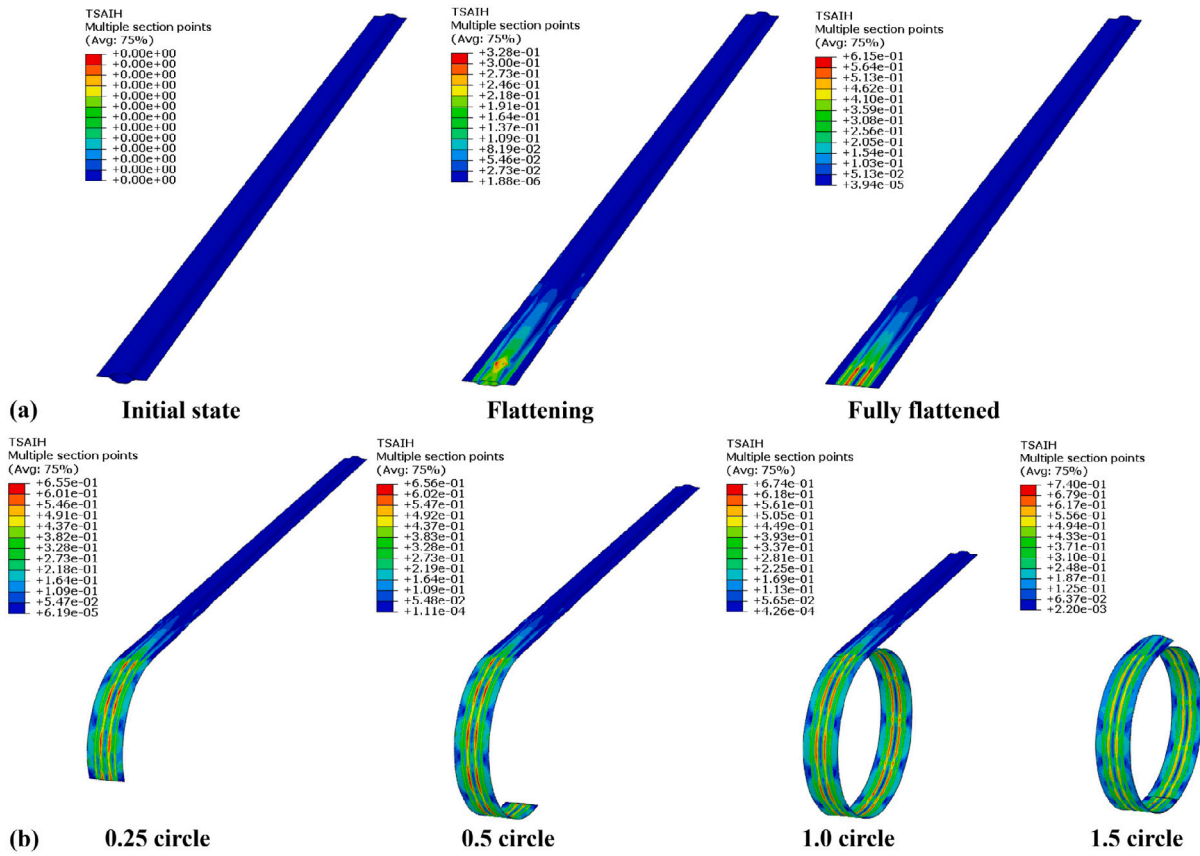 TSAIH
Multiple section points
(Avg: 75%)
+0.00e+00
+0.00e+00
+0.00e+00
+0.00e+00
+0.00e+00
+0.00e+00
+0.00e+00
+0.00e+00
+0.00e+00
+0.00e+00
+0.00e+00
+0.00e+00
+0.00e+00
TSAIH
Multiple section points
(Avg: 75%)
+3.28e-01
+3.00e-01
+2.73e-01
+2.46e-01
+2.18e-01
+1.91e-01
+1.64e-01
+1.37e-01
+1.09e-01
+8.19e-02
+5.46e-02
+2.73e-02
+1.88e-06
TSAIH
Multiple section points
(Avg: 75%)
+6.15e-01
+5.64e-01
+5.13e-01
+4.62e-01
+4.10e-01
+3.59e-01
+3.08e-01
+2.56e-01
+2.05e-01
+1.54e-01
+1.03e-01
+5.13e-02
+3.94e-05
(a) Initial state Flattening Fully flattened
TSAIH
Multiple section points
(Avg: 75%)
+6.55e-01
+6.01e-01
+5.46e-01
+4.91e-01
+4.37e-01
+3.82e-01
+3.28e-01
+2.73e-01
+2.18e-01
+1.64e-01
+1.09e-01
+5.47e-02
+6.19e-05
TSAIH
Multiple section points
(Avg: 75%)
+6.56e-01
+6.02e-01
+5.47e-01
+4.92e-01
+4.37e-01
+3.83e-01
+3.28e-01
+2.73e-01
+2.19e-01
+1.64e-01
+1.09e-01
+5.48e-02
+1.11e-04
TSAIH
Multiple section points
(Avg: 75%)
+6.74e-01
+6.18e-01
+5.61e-01
+5.05e-01
+4.49e-01
+3.93e-01
+3.37e-01
+2.81e-01
+2.25e-01
+1.69e-01
+1.13e-01
+5.65e-02
+4.26e-04
TSAIH
Multiple section points
(Avg: 75%)
+7.40e-01
+6.79e-01
+6.17e-01
+5.56e-01
+4.94e-01
+4.33e-01
+3.71e-01
+3.10e-01
+2.48e-01
+1.87e-01
+1.25e-01
+6.37e-02
+2.20e-03
(b) 0.25 circle 0.5 circle 1.0 circle 1.5 circle